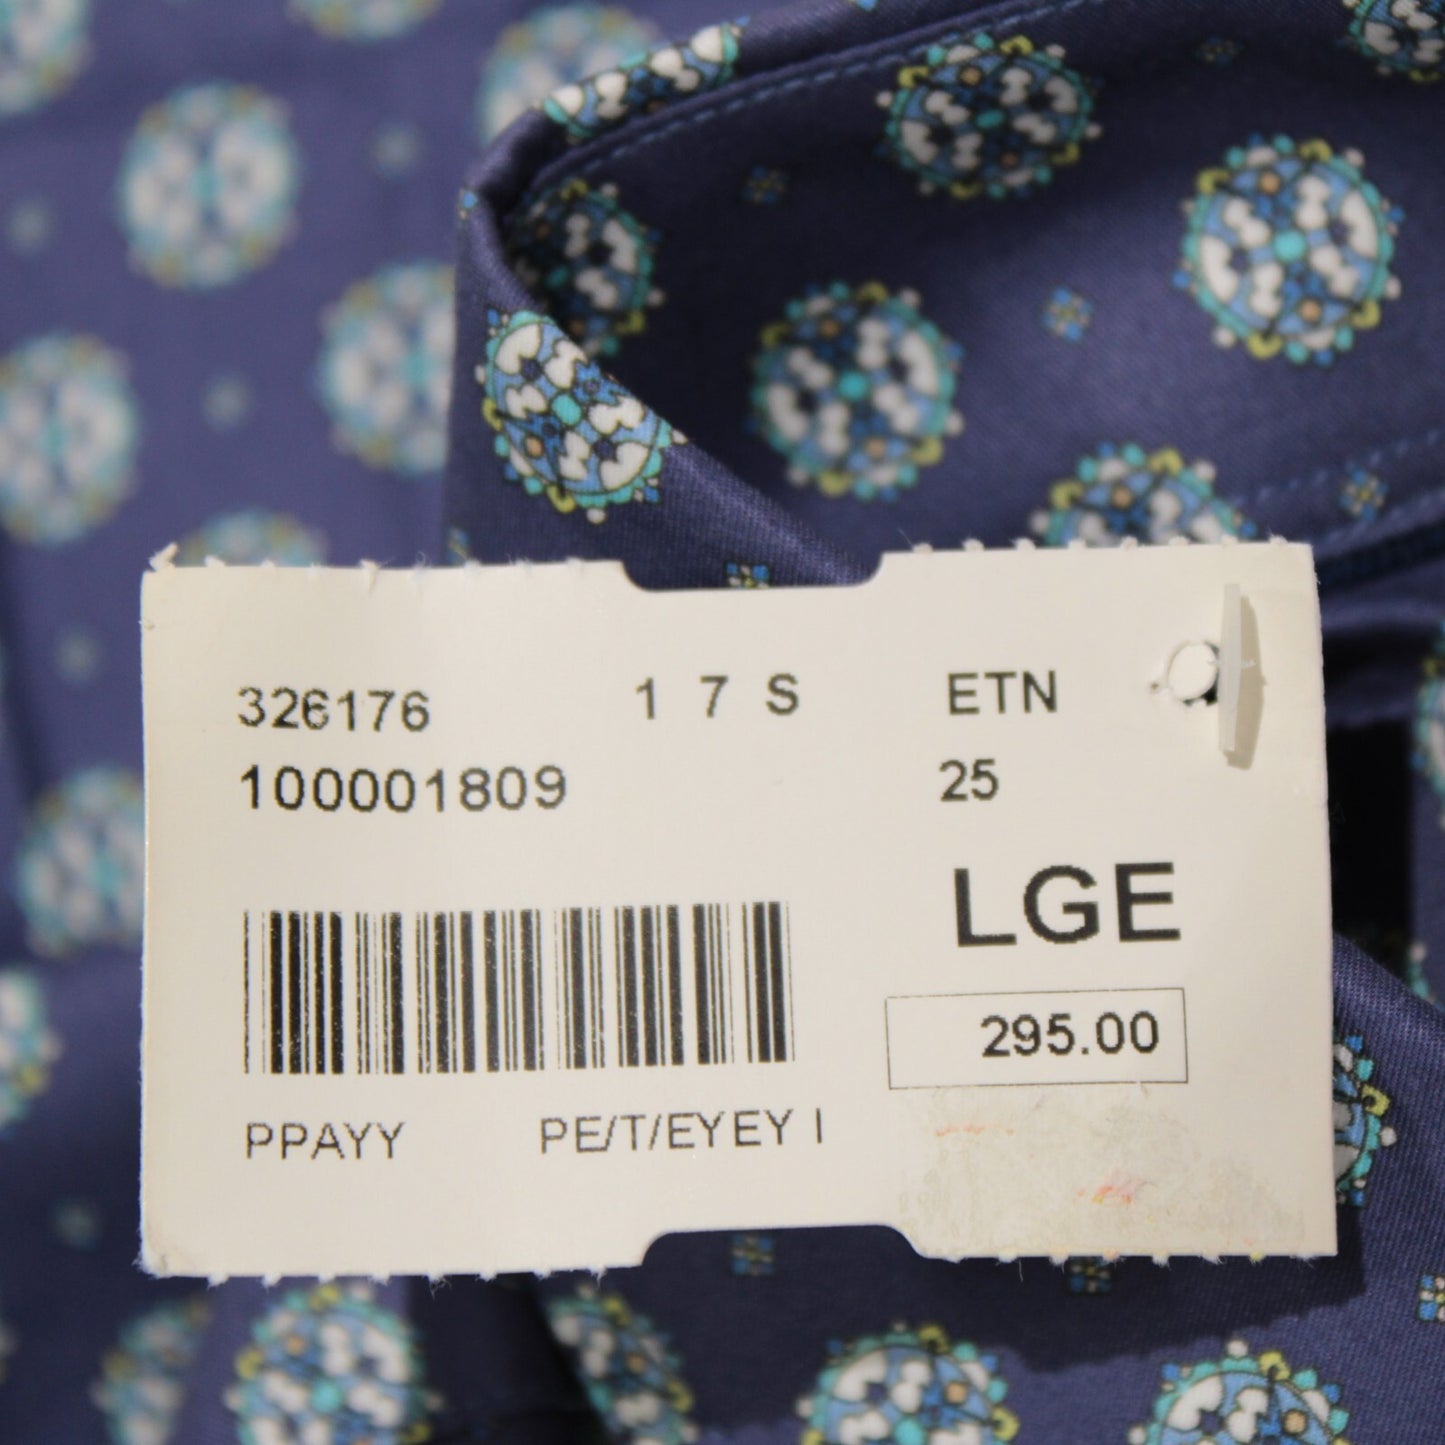 326176 1 7 S ETN
100001809 25
LGE
295.00
PPAYY PE/T/EYEY I